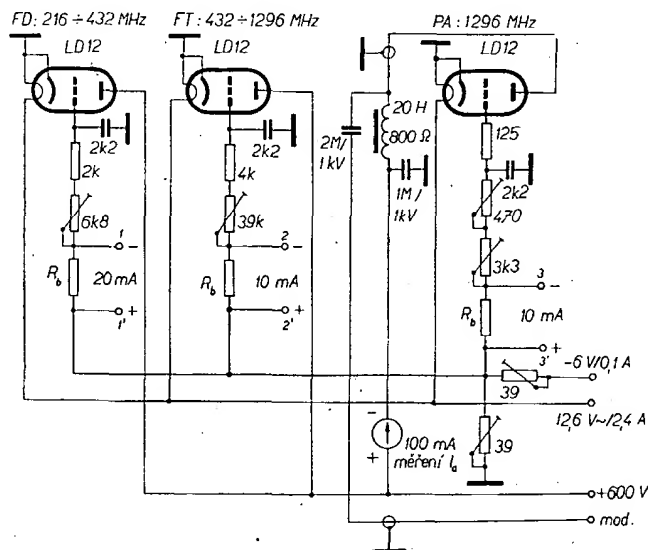 FD: 216 ÷ 432 MHz
LD12
FT: 432 ÷ 1296 MHz
LD12
PA: 1296 MHz
LD12
2k2
2k
6k8
1 −
R_b
20 mA
+
1'
2k2
4k
39k
2 −
R_b
10 mA
+
2'
2M/
1kV
20 H
800 Ω
1M/
1kV
125
2k2
470
3k3
3 −
R_b
10 mA
+
3'
−6 V/0,1 A
39
12,6 V~/2,4 A
39
−
+
100 mA
měření I_a
+600 V
mod.